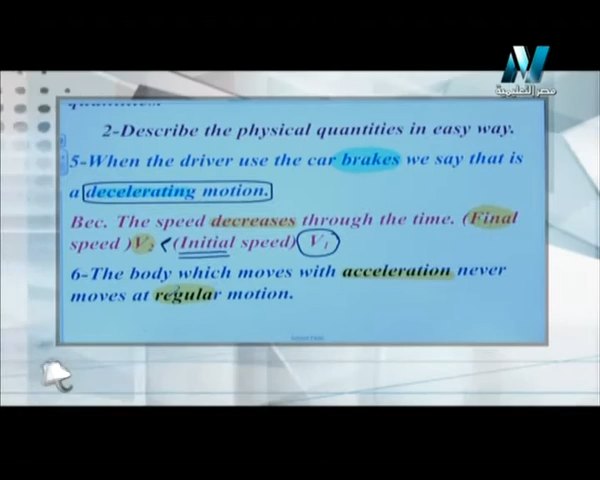 مصر التعليمية
2-Describe the physical quantities in easy way.
5-When the driver use the car brakes we say that is
a decelerating motion.
Bec. The speed decreases through the time. (Final
speed )V₂ < (Initial speed) V₁
6-The body which moves with acceleration never
moves at regular motion.